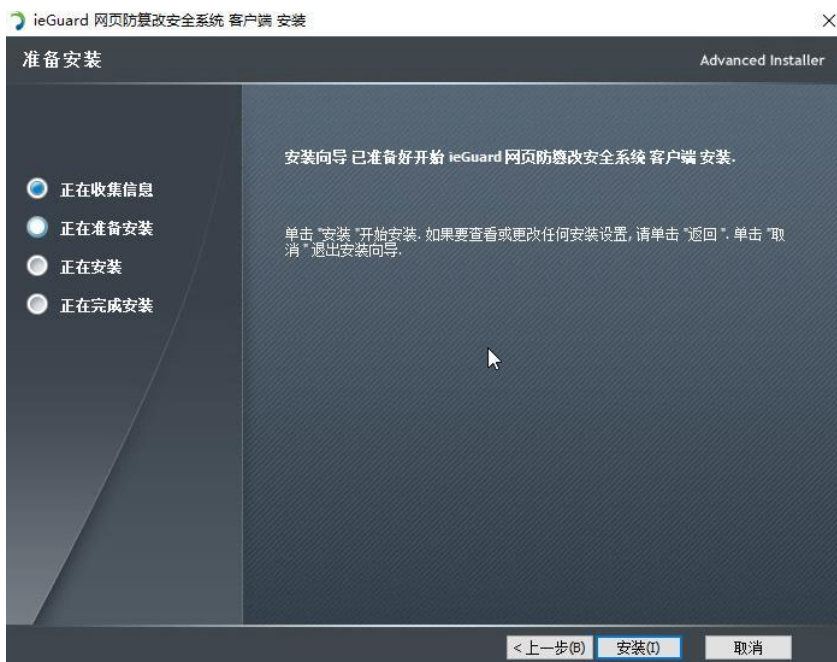 ieGuard 网页防篡改安全系统 客户端 安装
准备安装
Advanced Installer
安装向导 已准备好开始 ieGuard 网页防篡改安全系统 客户端 安装.
正在收集信息
正在准备安装
正在安装
正在完成安装
单击 "安装 "开始安装. 如果要查看或更改任何安装设置, 请单击 "返回 ". 单击 "取
消 " 退出安装向导.
< 上一步(B)
安装(I)
取消